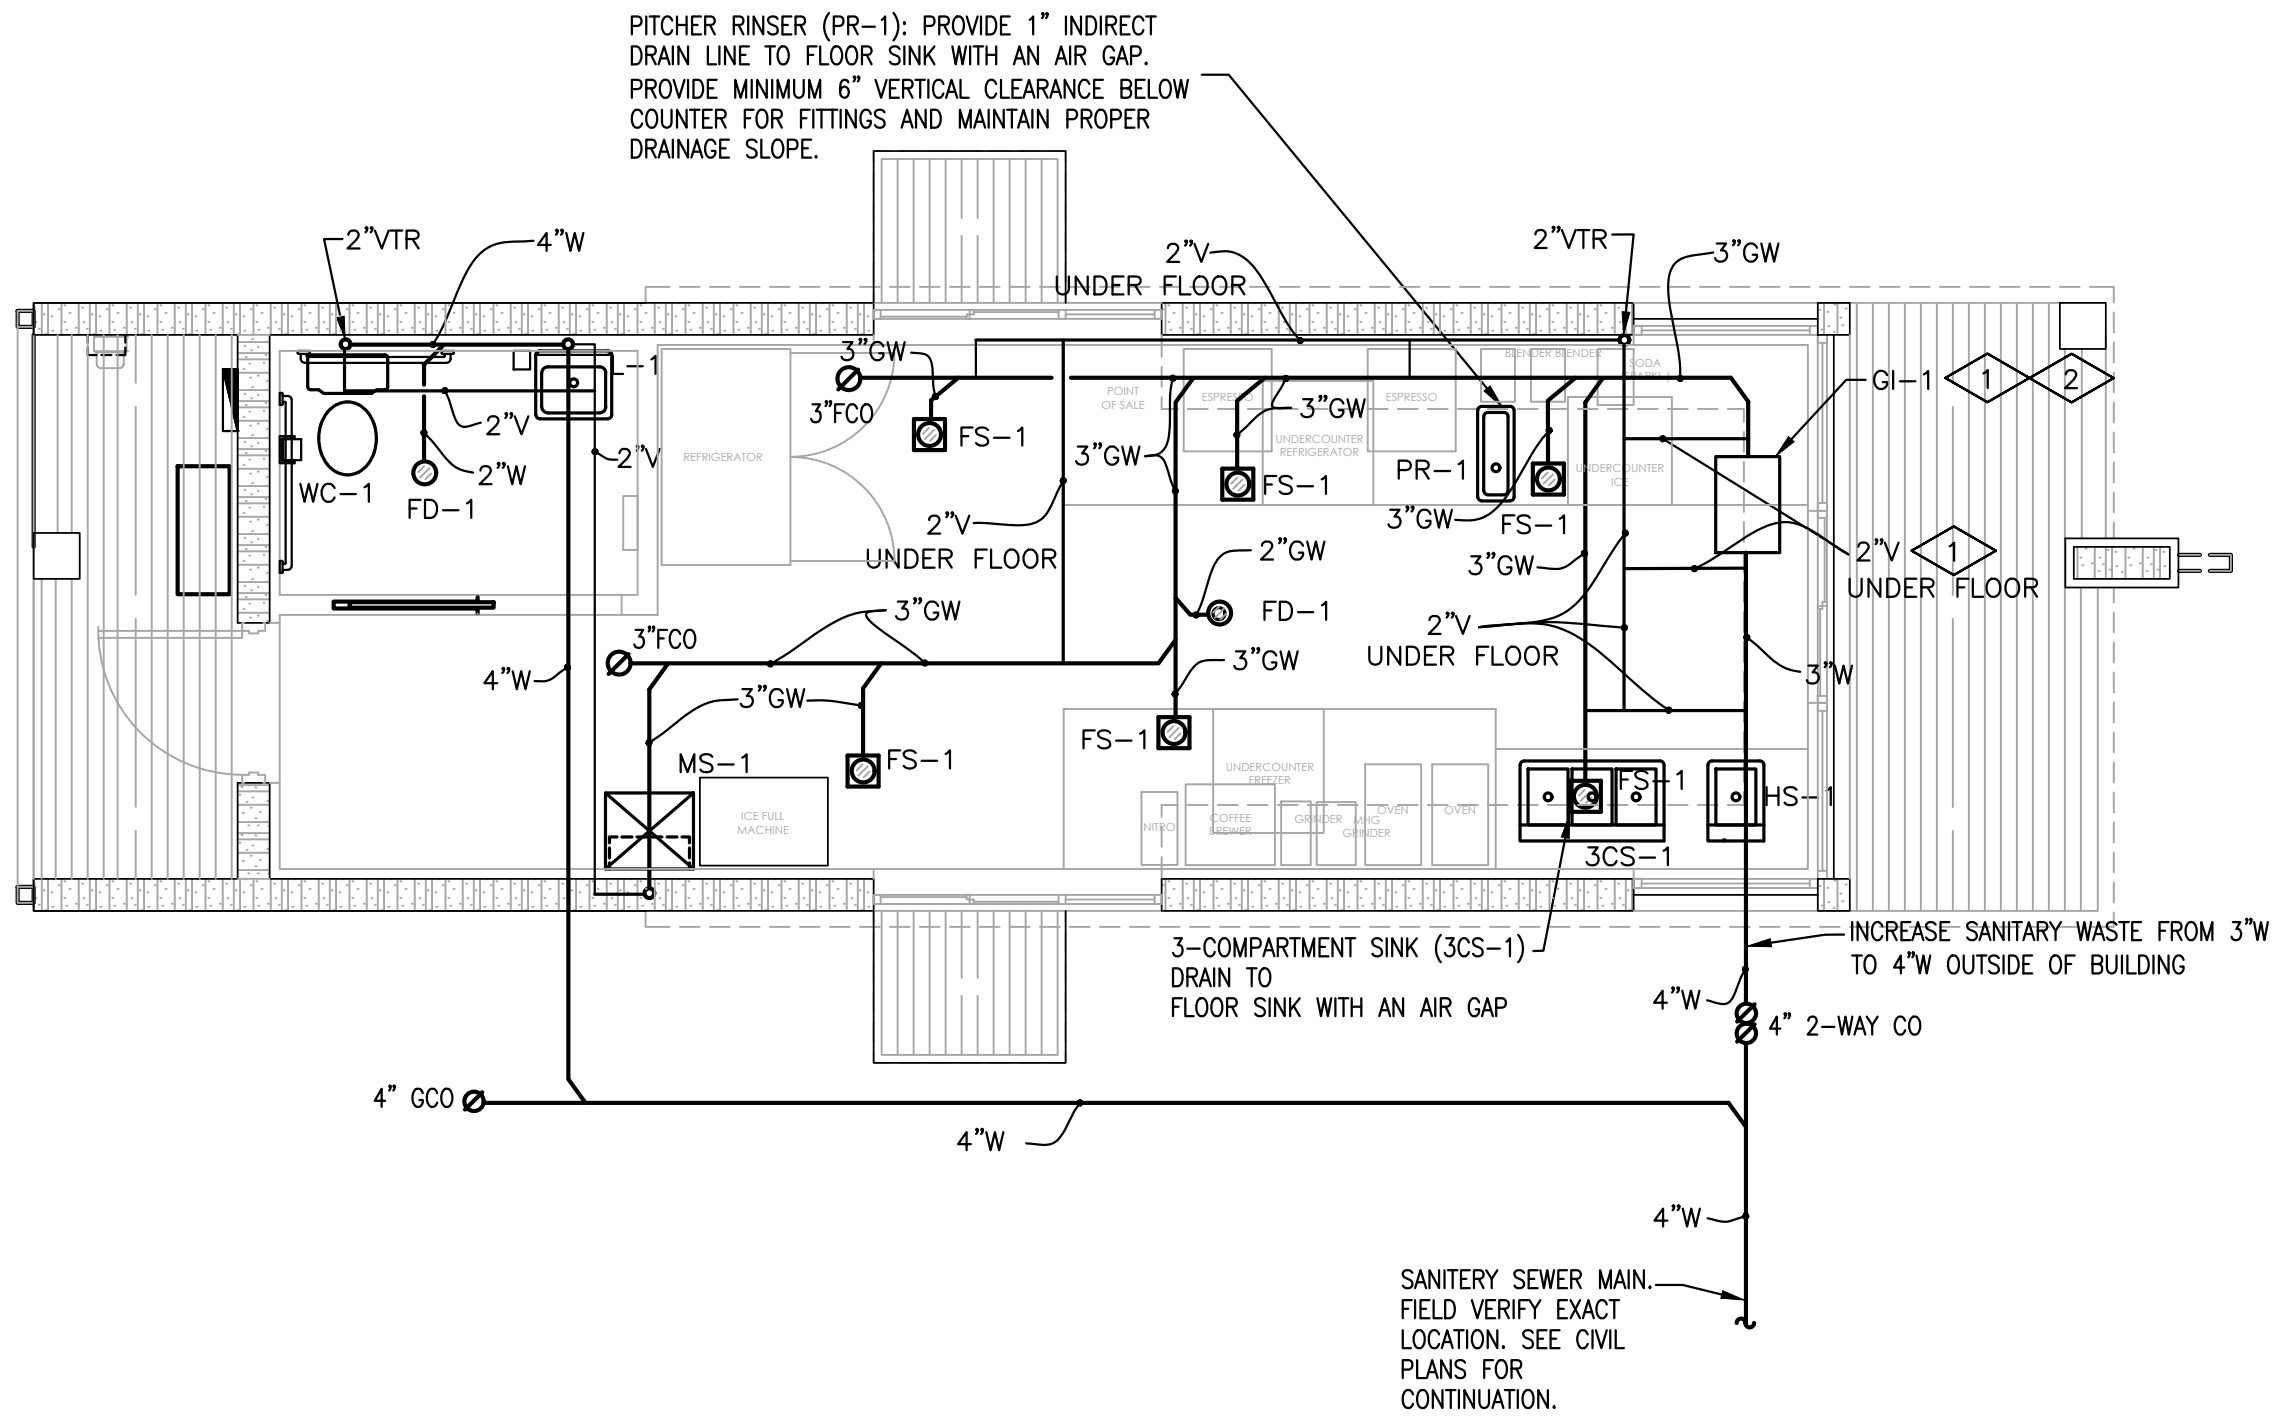 PITCHER RINSER (PR-1): PROVIDE 1" INDIRECT
DRAIN LINE TO FLOOR SINK WITH AN AIR GAP.
PROVIDE MINIMUM 6" VERTICAL CLEARANCE BELOW
COUNTER FOR FITTINGS AND MAINTAIN PROPER
DRAINAGE SLOPE.
2"VTR
4"W
2"V
UNDER FLOOR
2"VTR
3"GW
3"GW
3"FCO
L-1
BLENDER
BLENDER
SODA
POINT
OF SALE
ESPRESSO
ESPRESSO
GI-1
1
2
2"V
3"GW
FS-1
3"GW
UNDERCOUNTER
REFRIGERATOR
REFRIGERATOR
2"V
2"W
WC-1
FD-1
3"GW
FS-1
PR-1
UNDERCOUNTER
ICE
2"V
UNDER FLOOR
3"GW
FS-1
3"GW
2"GW
2"V
1
UNDER FLOOR
3"GW
FD-1
3"FCO
2"V
UNDER FLOOR
4"W
3"GW
3"W
3"GW
MS-1
FS-1
FS-1
UNDERCOUNTER
FREEZER
ICE FULL
MACHINE
NITRO
COFFEE
BREWER
GRINDER
MHG
GRINDER
OVEN
OVEN
FS-1
HS-1
3CS-1
3-COMPARTMENT SINK (3CS-1)
DRAIN TO
FLOOR SINK WITH AN AIR GAP
INCREASE SANITARY WASTE FROM 3"W
TO 4"W OUTSIDE OF BUILDING
4"W
4" 2-WAY CO
4" GCO
4"W
4"W
SANITERY SEWER MAIN.
FIELD VERIFY EXACT
LOCATION. SEE CIVIL
PLANS FOR
CONTINUATION.